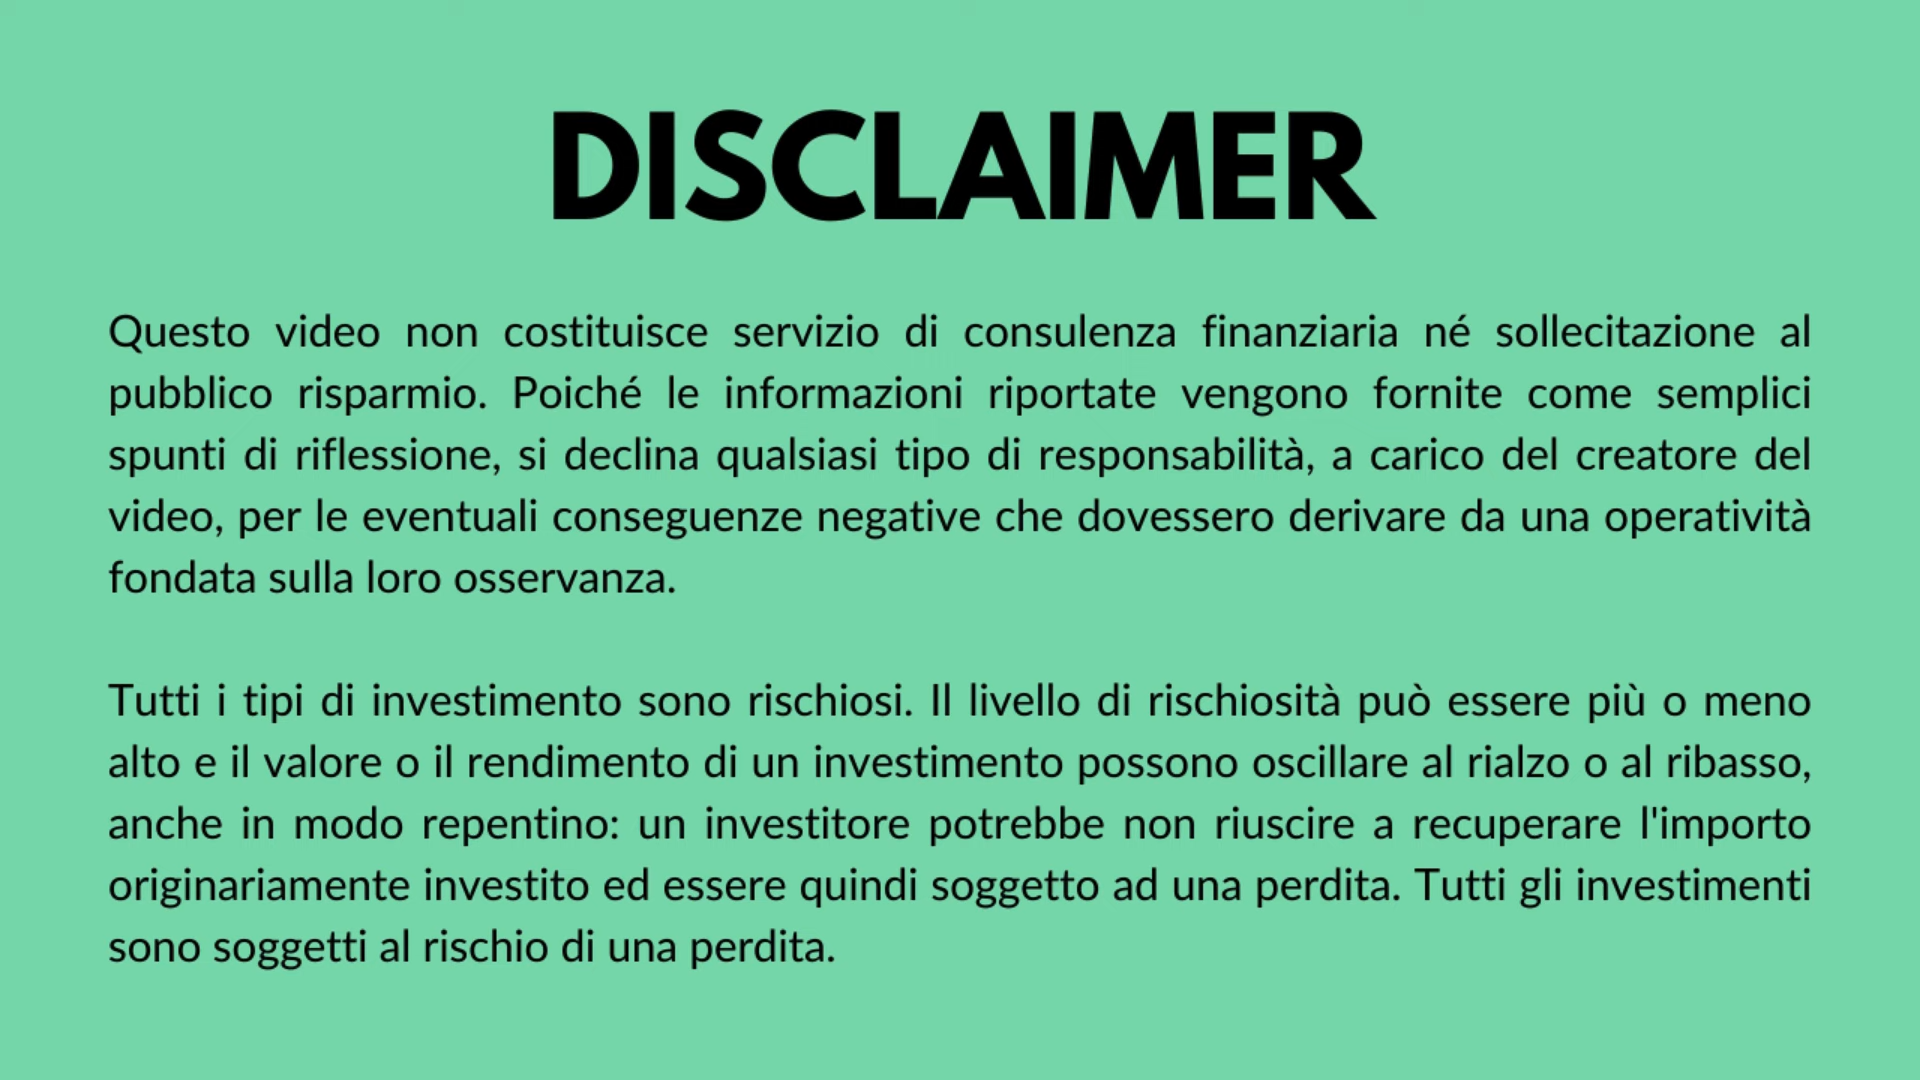 DISCLAIMER
Questo video non costituisce servizio di consulenza finanziaria né sollecitazione al
pubblico risparmio. Poiché le informazioni riportate vengono fornite come semplici
spunti di riflessione, si declina qualsiasi tipo di responsabilità, a carico del creatore del
video, per le eventuali conseguenze negative che dovessero derivare da una operatività
fondata sulla loro osservanza.
Tutti i tipi di investimento sono rischiosi. Il livello di rischiosità può essere più o meno
alto e il valore o il rendimento di un investimento possono oscillare al rialzo o al ribasso,
anche in modo repentino: un investitore potrebbe non riuscire a recuperare l'importo
originariamente investito ed essere quindi soggetto ad una perdita. Tutti gli investimenti
sono soggetti al rischio di una perdita.